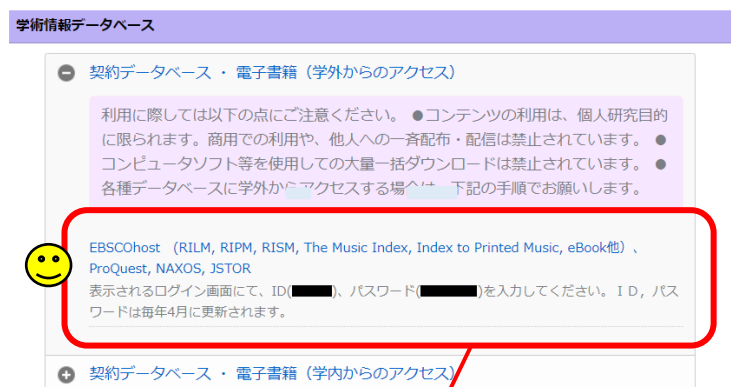 学術情報データベース
契約データベース ・ 電子書籍（学外からのアクセス）
利用に際しては以下の点にご注意ください。 ●コンテンツの利用は、個人研究目的
に限られます。商用での利用や、他人への一斉配布・配信は禁止されています。 ●
コンピュータソフト等を使用しての大量一括ダウンロードは禁止されています。 ●
各種データベースに学外からアクセスする場合は、下記の手順でお願いします。
EBSCOhost （RILM, RIPM, RISM, The Music Index, Index to Printed Music, eBook他）、
ProQuest, NAXOS, JSTOR
表示されるログイン画面にて、ID( )、パスワード( )を入力してください。ＩＤ，パス
ワードは毎年4月に更新されます。
契約データベース ・ 電子書籍（学内からのアクセス）